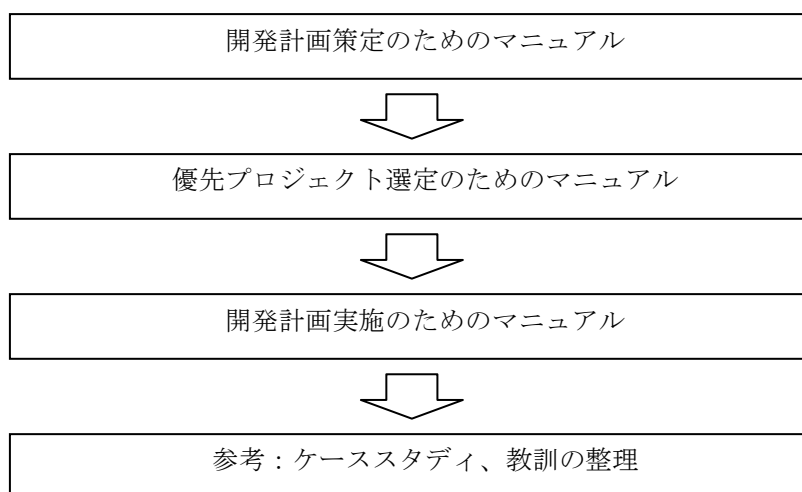 開発計画策定のためのマニュアル
優先プロジェクト選定のためのマニュアル
開発計画実施のためのマニュアル
参考：ケーススタディ、教訓の整理